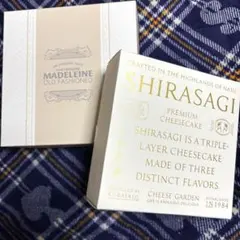 MADELEINE
OLD FASHIONED
CRAFTED IN THE HIGHLANDS OF NASU
SHIRASAGI
PREMIUM
CHEESECAKE
SHIRASAGI IS A TRIPLE-
LAYER CHEESECAKE
MADE OF THREE
DISTINCT FLAVORS
CHEESE GARDEN